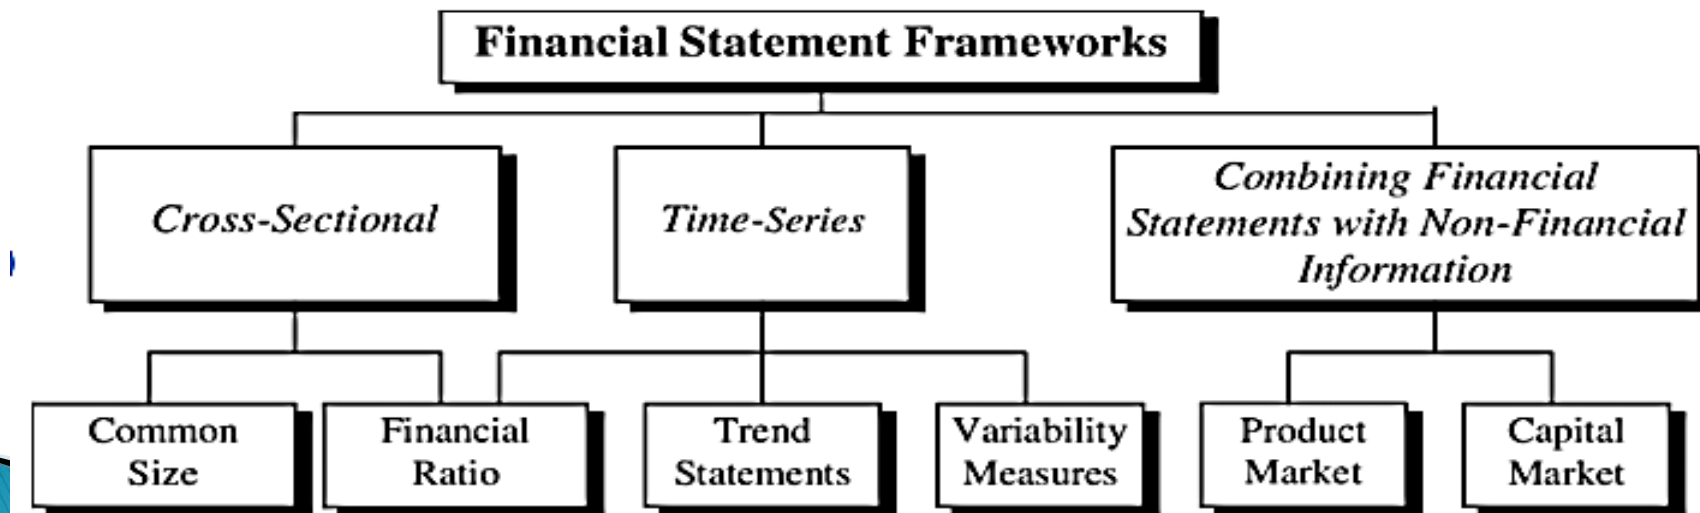 Financial Statement Frameworks
Cross-Sectional
Time-Series
Combining Financial
Statements with Non-Financial
Information
Common
Size
Financial
Ratio
Trend
Statements
Variability
Measures
Product
Market
Capital
Market